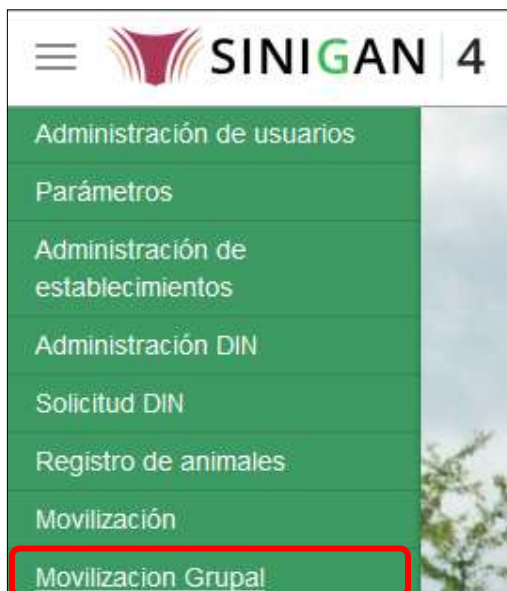 SINIGAN 4
Administración de usuarios
Parámetros
Administración de
establecimientos
Administración DIN
Solicitud DIN
Registro de animales
Movilización
Movilizacion Grupal